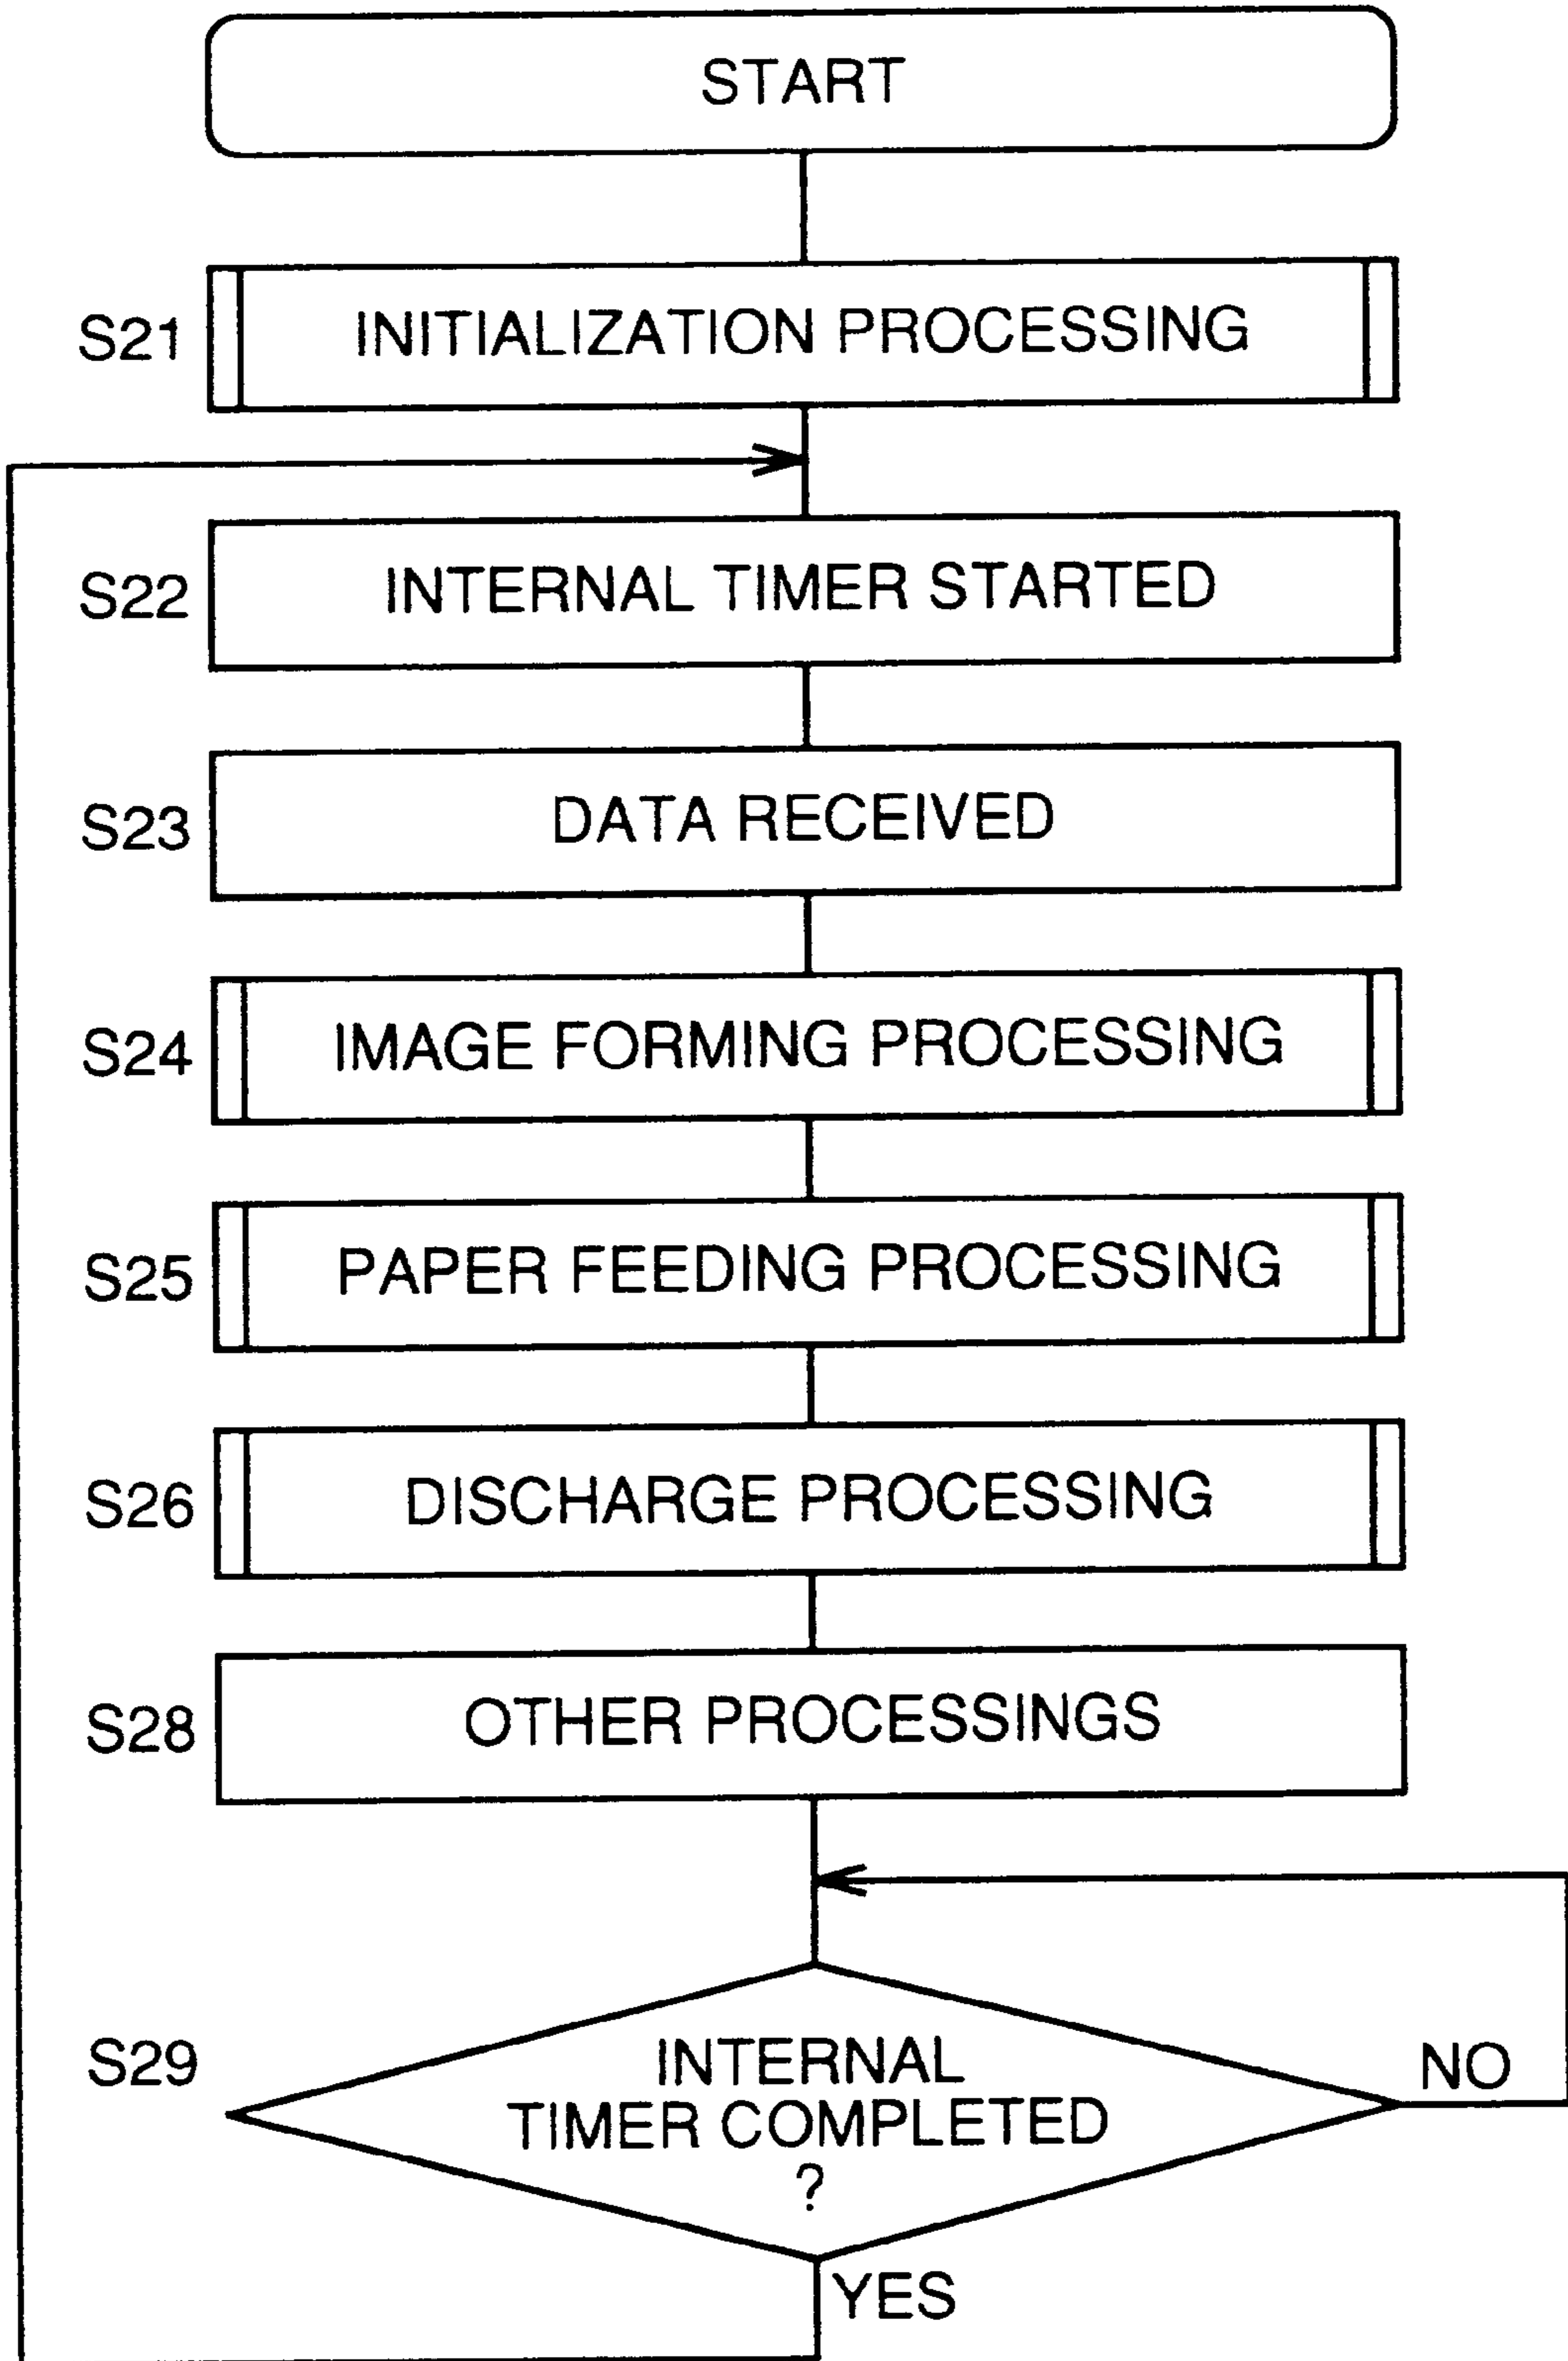 START
S21
INITIALIZATION PROCESSING
S22
INTERNAL TIMER STARTED
S23
DATA RECEIVED
S24
IMAGE FORMING PROCESSING
S25
PAPER FEEDING PROCESSING
S26
DISCHARGE PROCESSING
S28
OTHER PROCESSINGS
S29
INTERNAL
TIMER COMPLETED
?
NO
YES